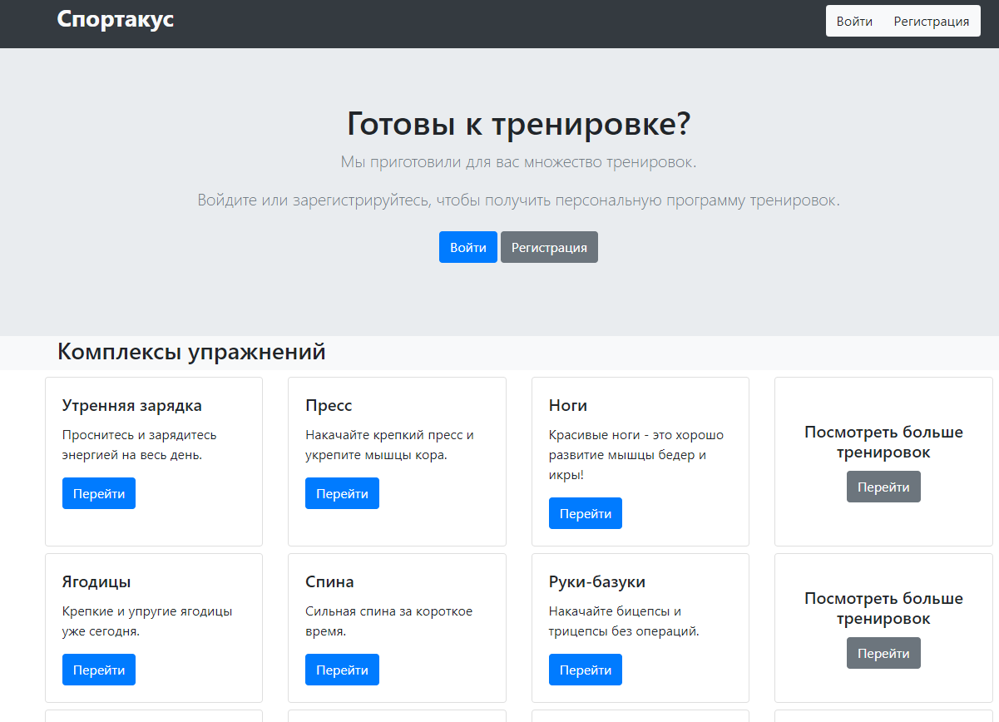 Спортакус
Войти
Регистрация
Готовы к тренировке?
Мы приготовили для вас множество тренировок.
Войдите или зарегистрируйтесь, чтобы получить персональную программу тренировок.
Войти
Регистрация
Комплексы упражнений
Утренняя зарядка
Проснитесь и зарядитесь
энергией на весь день.
Перейти
Пресс
Накачайте крепкий пресс и
укрепите мышцы кора.
Перейти
Ноги
Красивые ноги - это хорошо
развитие мышцы бедер и
икры!
Перейти
Посмотреть больше
тренировок
Перейти
Ягодицы
Крепкие и упругие ягодицы
уже сегодня.
Перейти
Спина
Сильная спина за короткое
время.
Перейти
Руки-базуки
Накачайте бицепсы и
трицепсы без операций.
Перейти
Посмотреть больше
тренировок
Перейти